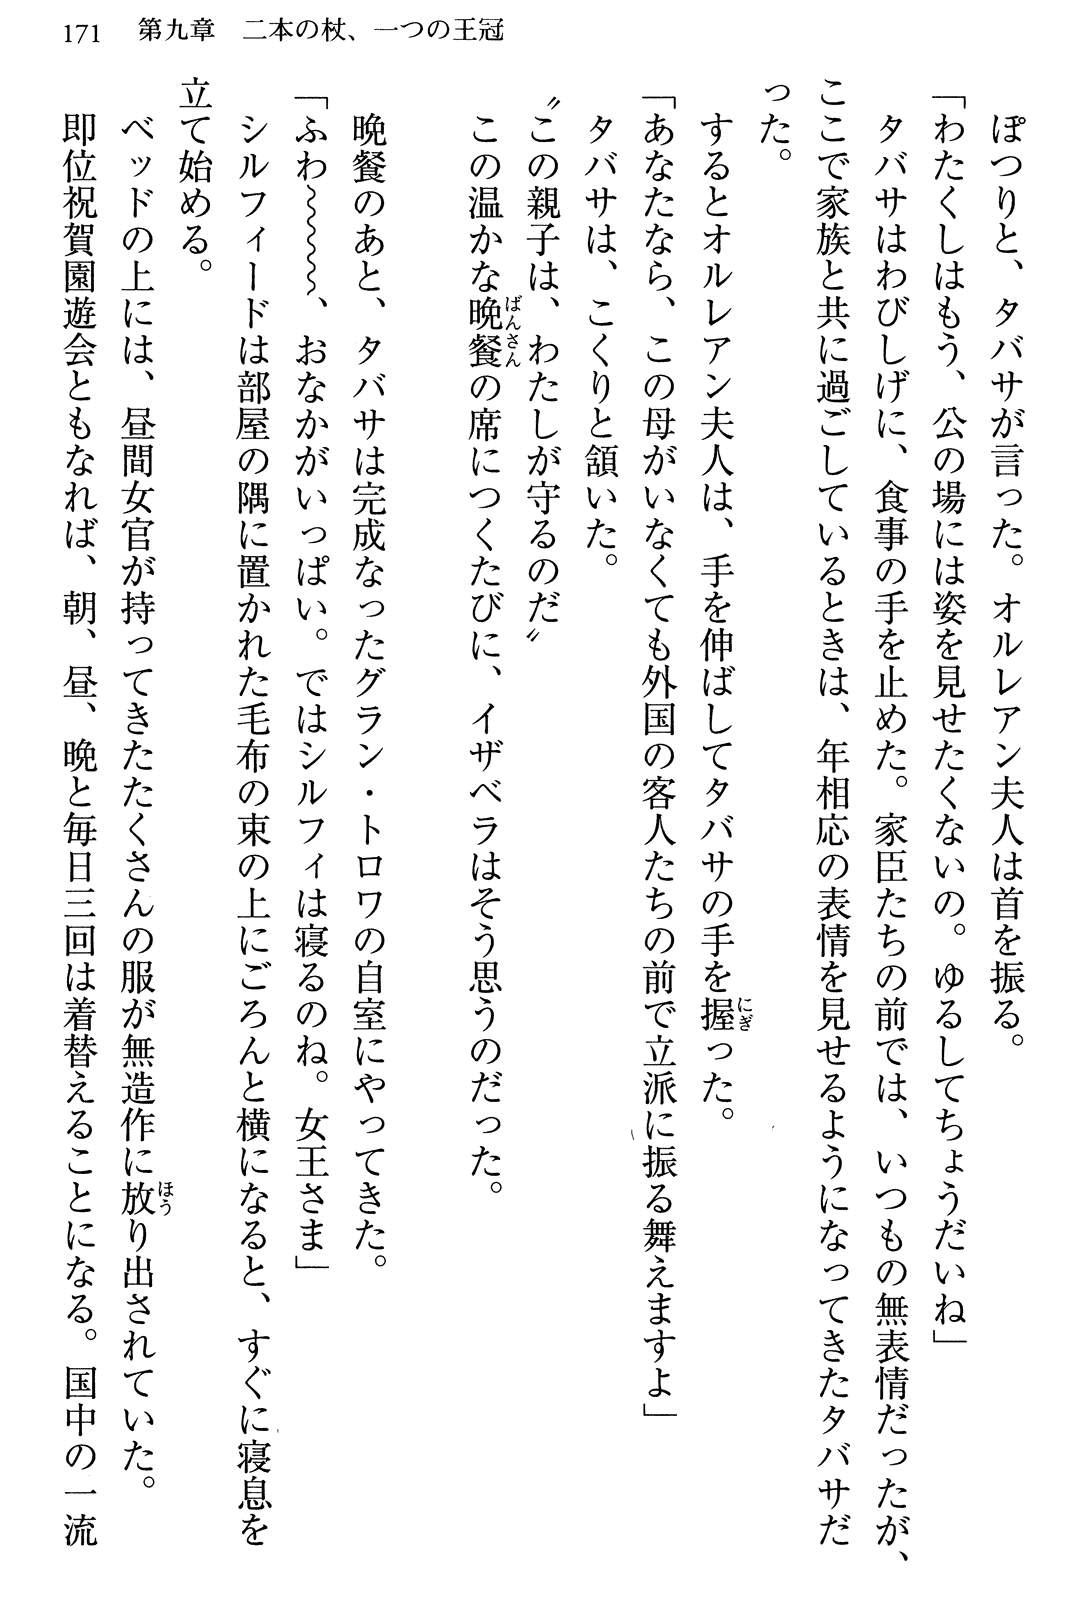 171　第九章　二本の杖、一つの王冠
　ぽつりと、タバサが言った。オルレアン夫人は首を振る。
「わたくしはもう、公の場には姿を見せたくないの。ゆるしてちょうだいね」
　タバサはわびしげに、食事の手を止めた。家臣たちの前では、いつもの無表情だったが、
ここで家族と共に過ごしているときは、年相応の表情を見せるようになってきたタバサだ
った。
　するとオルレアン夫人は、手を伸ばしてタバサの手を握った。
「あなたなら、この母がいなくても外国の客人たちの前で立派に振る舞えますよ」
　タバサは、こくりと頷いた。
〝この親子は、わたしが守るのだ〟
　この温かな晩餐の席につくたびに、イザベラはそう思うのだった。
　晩餐のあと、タバサは完成なったグラン・トロワの自室にやってきた。
「ふわ〜〜〜〜、おなかがいっぱい。ではシルフィは寝るのね。女王さま」
　シルフィードは部屋の隅に置かれた毛布の束の上にごろんと横になると、すぐに寝息を
立て始める。
　ベッドの上には、昼間女官が持ってきたたくさんの服が無造作に放り出されていた。
　即位祝賀園遊会ともなれば、朝、昼、晩と毎日三回は着替えることになる。国中の一流